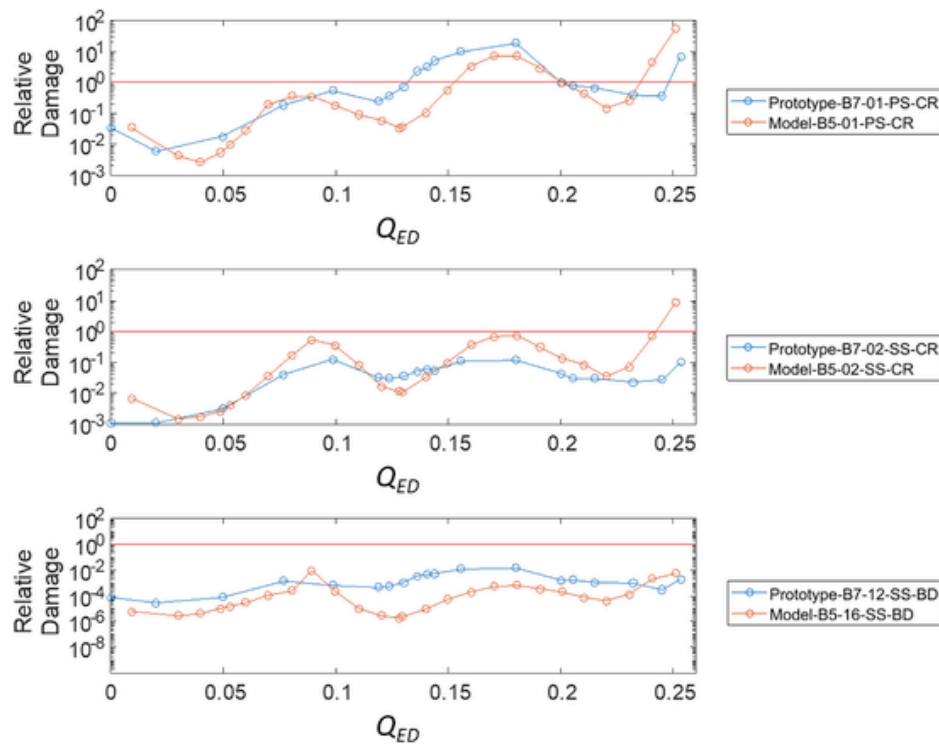 Relative
Damage
10^2
10^1
10^0
10^-1
10^-2
10^-3
0 0.05 0.1 0.15 0.2 0.25
Q_ED
Prototype-B7-01-PS-CR
Model-B5-01-PS-CR
Relative
Damage
10^2
10^1
10^0
10^-1
10^-2
10^-3
0 0.05 0.1 0.15 0.2 0.25
Q_ED
Prototype-B7-02-SS-CR
Model-B5-02-SS-CR
Relative
Damage
10^2
10^0
10^-2
10^-4
10^-6
10^-8
0 0.05 0.1 0.15 0.2 0.25
Q_ED
Prototype-B7-12-SS-BD
Model-B5-16-SS-BD